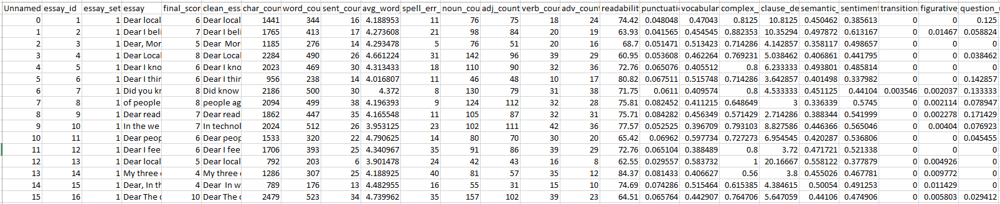 Unnamed essay_id essay_set essay final_scor clean_ess char_coun word_cou sent_coun avg_word_ spell_err_ noun_cou adj_count verb_cour adv_count readabilit punctuati vocabular complex_ clause_de semantic_ sentiment transition figurative_ question_
0 1 1 Dear local 6 Dear local 1441 344 16 4.188953 11 76 75 18 24 74.42 0.048048 0.47043 0.8125 10.8125 0.450462 0.385613 0 0 0.125
1 2 1 Dear I beli 7 Dear I beli 1765 413 17 4.273608 21 98 84 20 19 63.93 0.041565 0.454545 0.882353 10.35294 0.497872 0.613167 0 0.01467 0.058824
2 3 1 Dear, Mor 5 Dear Mor 1185 276 14 4.293478 5 76 51 20 16 68.7 0.051471 0.513423 0.714286 4.142857 0.358117 0.498657 0 0 0
3 4 1 Dear Local 8 Dear Local 2284 490 26 4.661224 31 142 96 39 29 60.95 0.053608 0.462264 0.769231 5.038462 0.406861 0.441795 0 0 0.038462
4 5 1 Dear I kno 6 Dear I kno 2023 469 30 4.313433 18 110 90 32 36 72.76 0.065076 0.405512 0.8 6.233333 0.493801 0.485814 0 0 0
5 6 1 Dear I thin 6 Dear I thin 956 238 14 4.016807 11 46 48 10 17 80.82 0.067511 0.515748 0.714286 3.642857 0.401498 0.337982 0 0 0.142857
6 7 1 Did you kn 8 Did know 2186 500 30 4.372 8 130 79 31 38 71.75 0.0611 0.409574 0.8 4.533333 0.451125 0.44104 0.003546 0.002037 0.133333
7 8 1 of people 8 people ag 2094 499 38 4.196393 9 124 112 32 28 75.81 0.082452 0.411215 0.648649 3 0.336339 0.5745 0 0.002114 0.078947
8 9 1 Dear read 7 Dear read 1862 447 35 4.165548 11 105 87 32 31 75.71 0.084282 0.456349 0.571429 2.714286 0.388344 0.541999 0 0.002278 0.171429
9 10 1 In the we 7 In technol 2024 512 26 3.953125 23 102 111 42 36 77.57 0.052525 0.396709 0.793103 8.827586 0.446366 0.565046 0 0.00404 0.076923
10 11 1 Dear peop 6 Dear peop 1533 320 22 4.790625 14 80 70 30 20 65.42 0.06962 0.597734 0.727273 6.954545 0.420287 0.536806 0 0 0.045455
11 12 1 Dear I fee 6 Dear I fee 1706 393 25 4.340967 35 91 86 39 29 72.76 0.065104 0.388489 0.8 3.72 0.471721 0.521338 0 0 0
12 13 1 Dear local 5 Dear local 792 203 6 3.901478 24 42 43 16 8 62.55 0.029557 0.583732 1 20.16667 0.558122 0.377879 0 0.004926 0
13 14 1 My three 4 My three 1286 307 25 4.188925 40 81 57 35 12 84.37 0.081433 0.406627 0.56 3.8 0.455026 0.467781 0 0.009772 0
14 15 1 Dear, In th 4 Dear In w 789 176 13 4.482955 16 55 31 15 10 74.69 0.074286 0.515464 0.615385 4.384615 0.50054 0.491253 0 0.011429 0
15 16 1 Dear The 10 Dear The 2479 523 34 4.739962 35 157 102 39 23 64.51 0.065764 0.442907 0.764706 5.647059 0.44106 0.474906 0 0.005803 0.029412